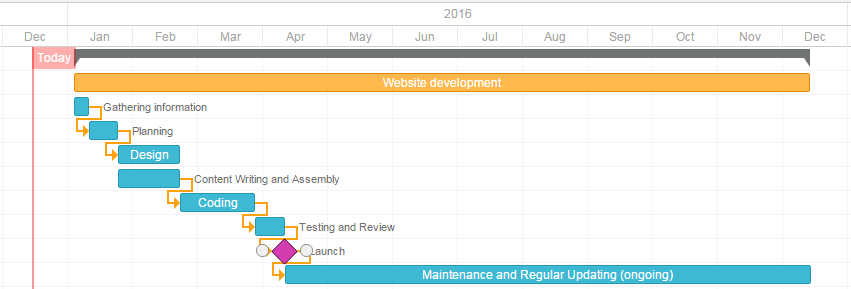 2016
Dec Jan Feb Mar Apr May Jun Jul Aug Sep Oct Nov Dec
Today
Website development
Gathering information
Planning
Design
Content Writing and Assembly
Coding
Testing and Review
Launch
Maintenance and Regular Updating (ongoing)